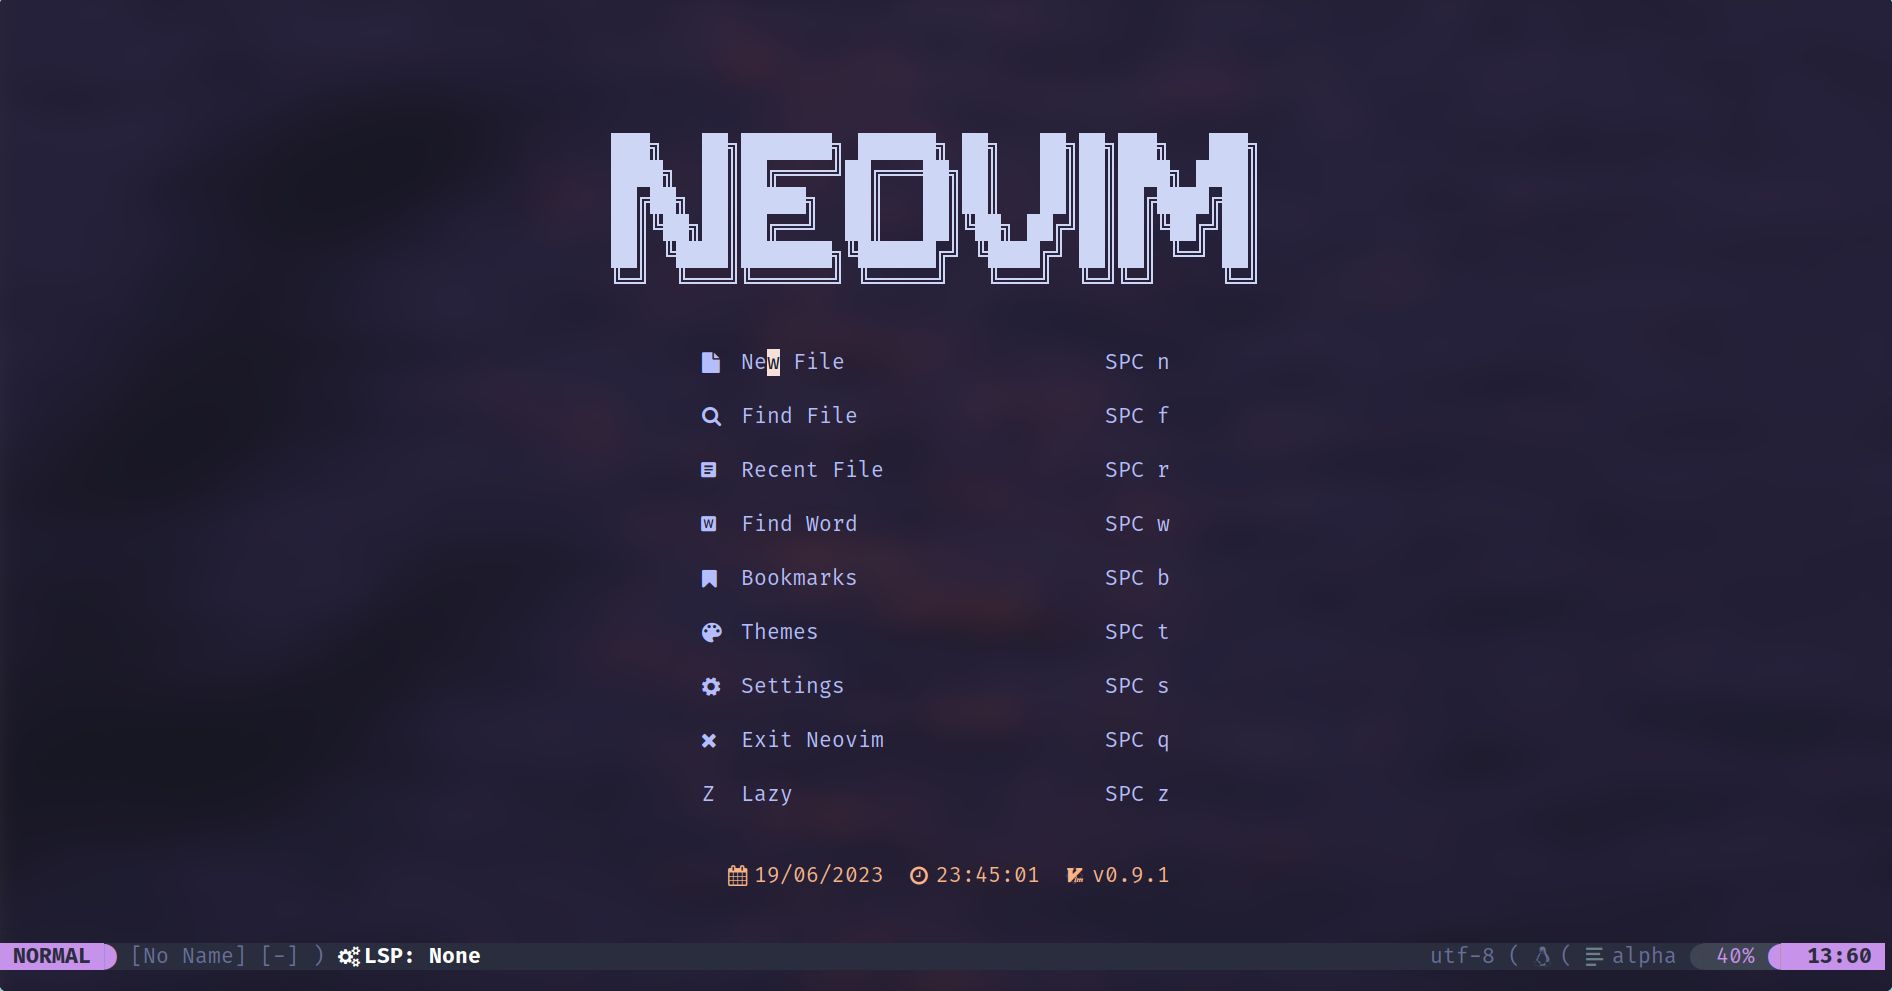 NEOVIM
New File SPC n
Find File SPC f
Recent File SPC r
Find Word SPC w
Bookmarks SPC b
Themes SPC t
Settings SPC s
Exit Neovim SPC q
Z Lazy SPC z
19/06/2023 23:45:01 v0.9.1
NORMAL [No Name] [-] ) LSP: None utf-8 ( ( alpha 40% 13:60